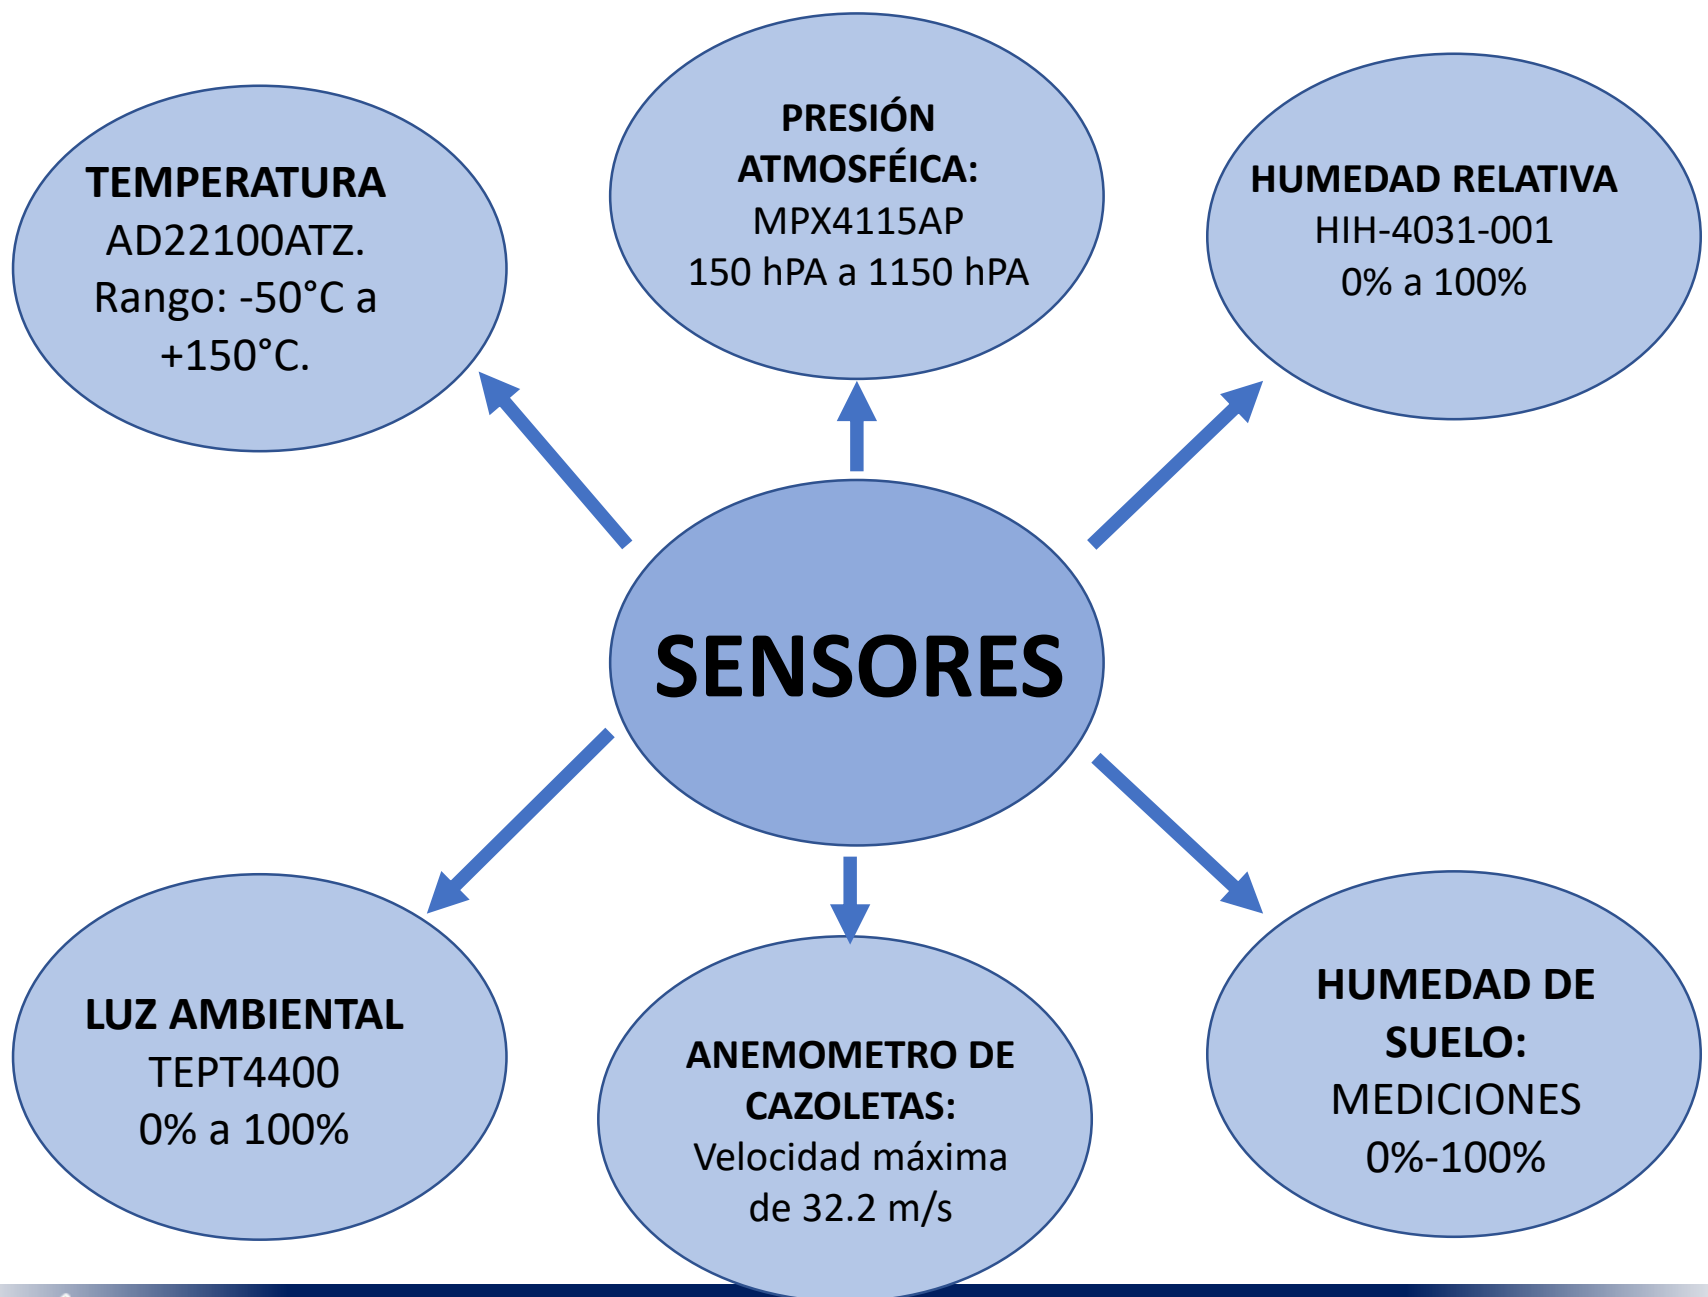 TEMPERATURA
AD22100ATZ.
Rango: -50°C a
+150°C.
PRESIÓN
ATMOSFÉICA:
MPX4115AP
150 hPA a 1150 hPA
HUMEDAD RELATIVA
HIH-4031-001
0% a 100%
SENSORES
LUZ AMBIENTAL
TEPT4400
0% a 100%
ANEMOMETRO DE
CAZOLETAS:
Velocidad máxima
de 32.2 m/s
HUMEDAD DE
SUELO:
MEDICIONES
0%-100%